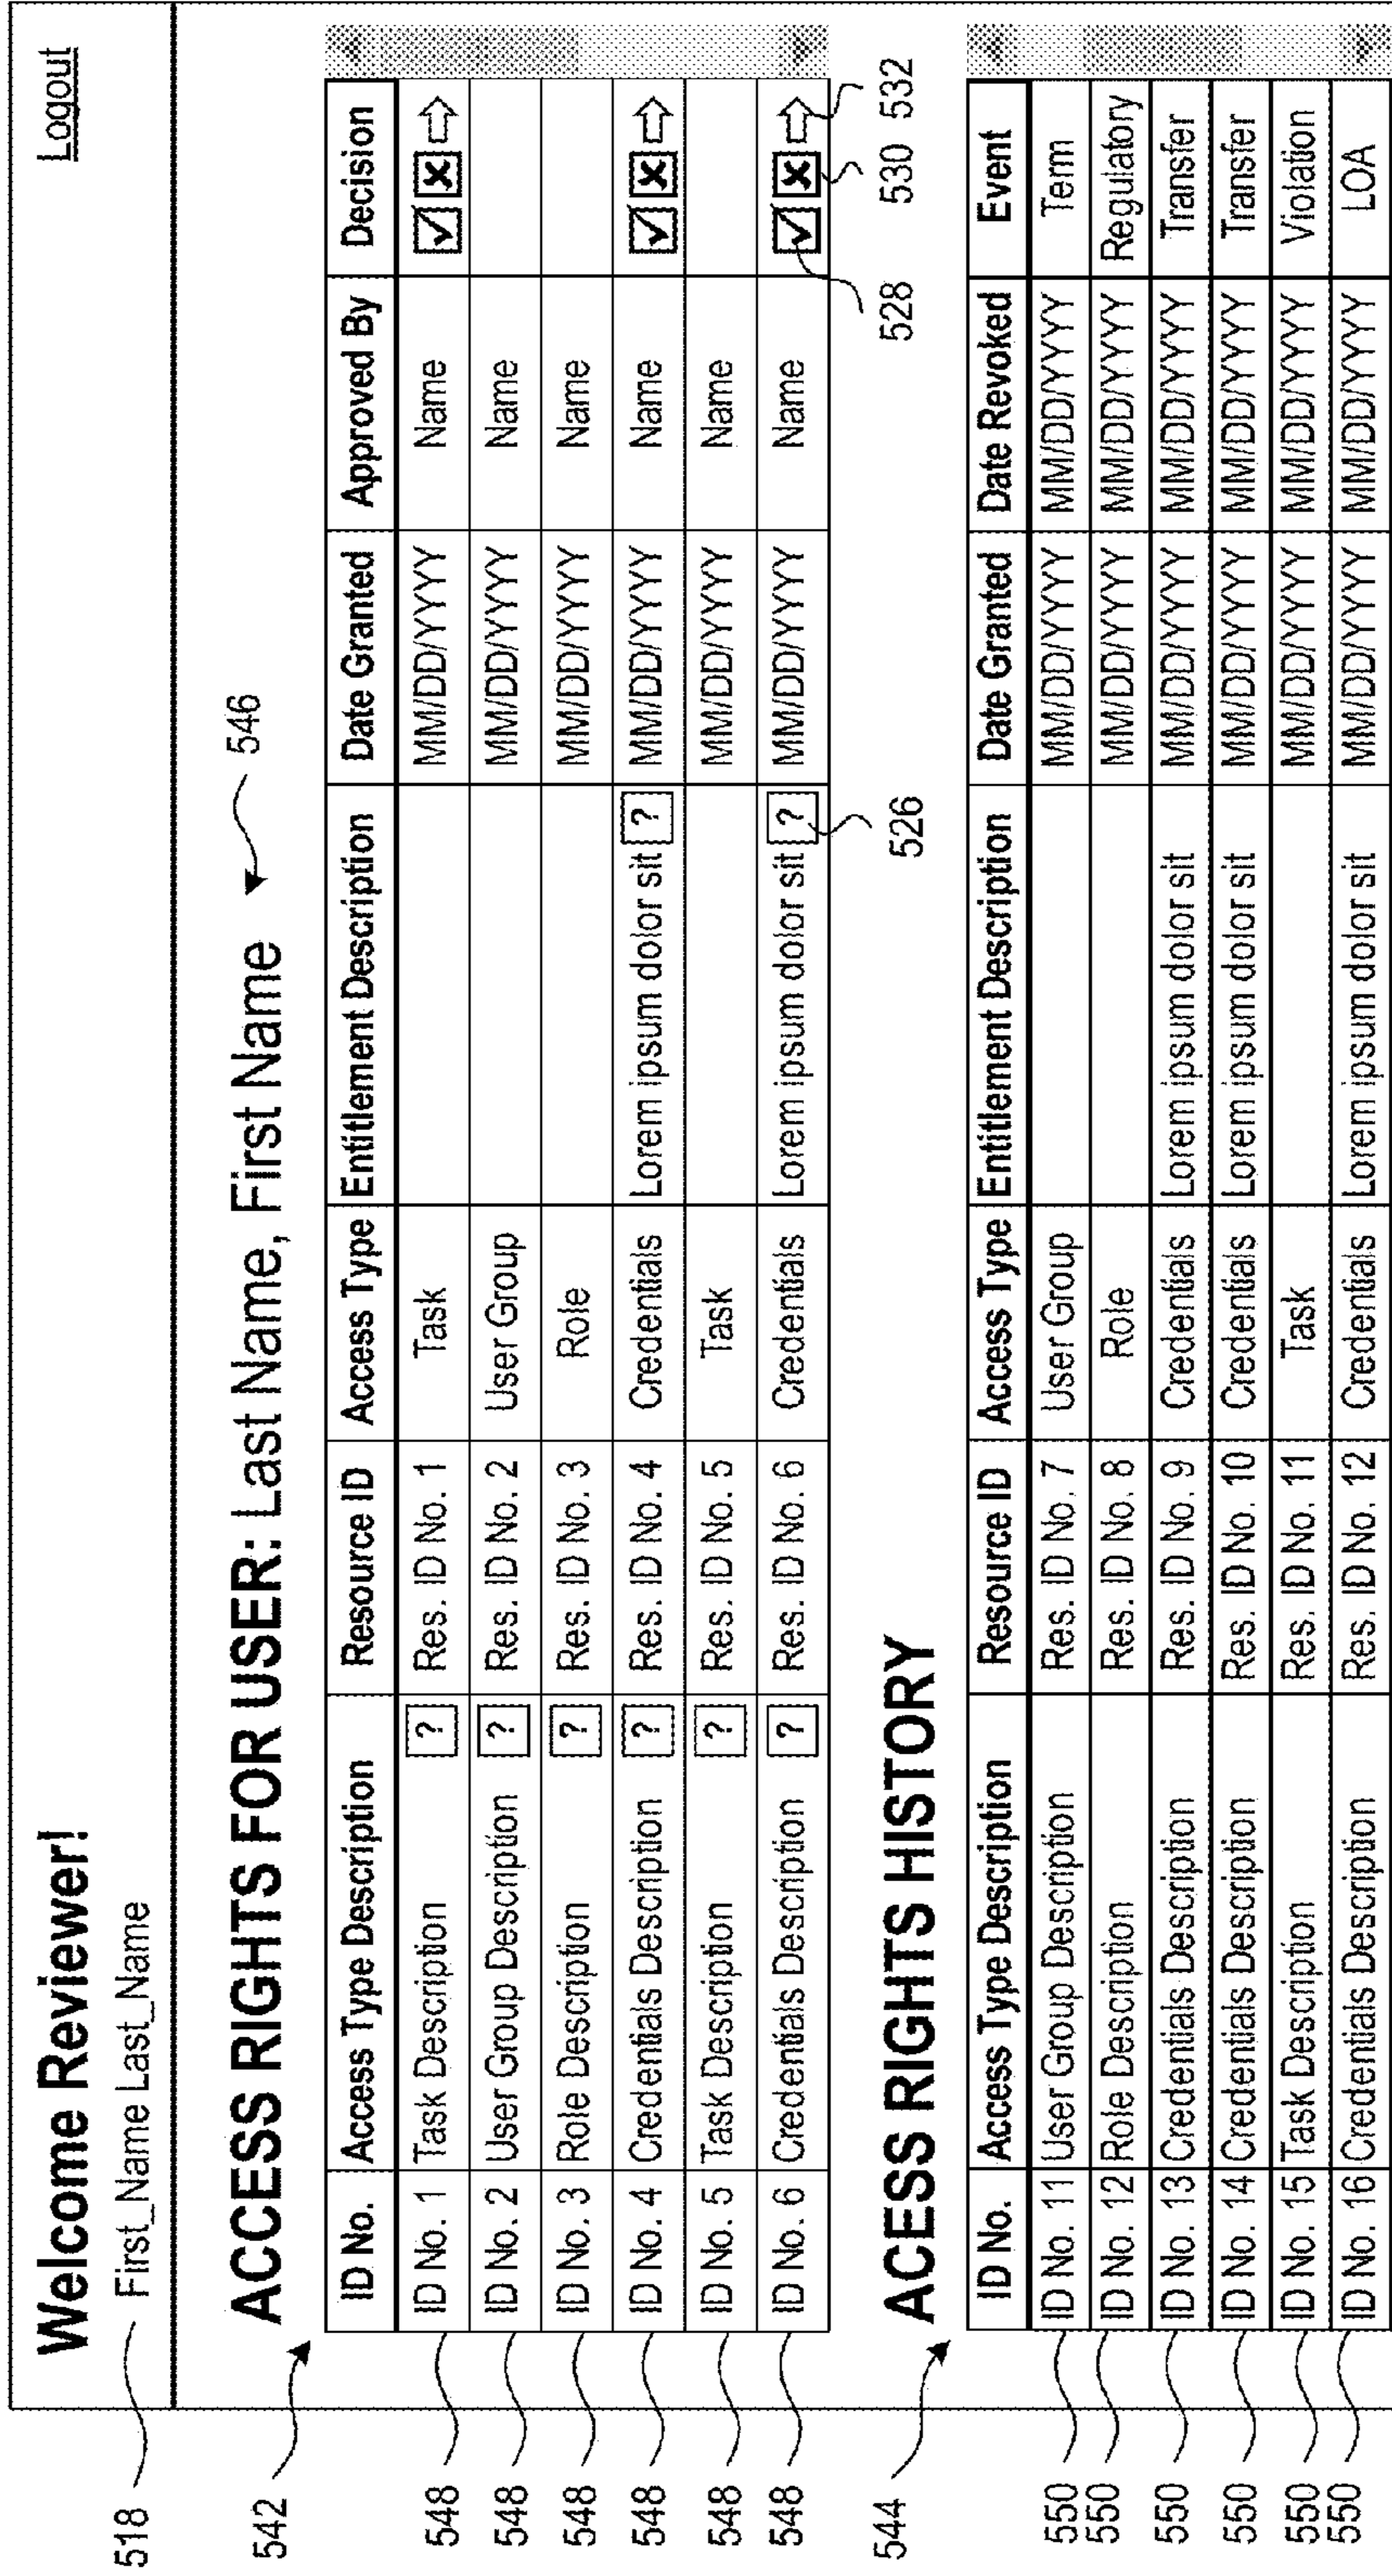 Welcome Reviewer! Logout
518 First_Name Last_Name
ACCESS RIGHTS FOR USER: Last Name, First Name 546
542
ID No. Access Type Description Resource ID Access Type Entitlement Description Date Granted Approved By Decision
548 ID No. 1 Task Description ? Res. ID No. 1 Task MM/DD/YYYY Name
548 ID No. 2 User Group Description ? Res. ID No. 2 User Group MM/DD/YYYY Name
548 ID No. 3 Role Description ? Res. ID No. 3 Role MM/DD/YYYY Name
548 ID No. 4 Credentials Description ? Res. ID No. 4 Credentials Lorem ipsum dolor sit ? MM/DD/YYYY Name
548 ID No. 5 Task Description ? Res. ID No. 5 Task MM/DD/YYYY Name
548 ID No. 6 Credentials Description ? Res. ID No. 6 Credentials Lorem ipsum dolor sit ? MM/DD/YYYY Name
526 528 530 532
544 ACESS RIGHTS HISTORY
ID No. Access Type Description Resource ID Access Type Entitlement Description Date Granted Date Revoked Event
550 ID No. 11 User Group Description Res. ID No. 7 User Group MM/DD/YYYY MM/DD/YYYY Term
550 ID No. 12 Role Description Res. ID No. 8 Role MM/DD/YYYY MM/DD/YYYY Regulatory
550 ID No. 13 Credentials Description Res. ID No. 9 Credentials Lorem ipsum dolor sit MM/DD/YYYY MM/DD/YYYY Transfer
550 ID No. 14 Credentials Description Res. ID No. 10 Credentials Lorem ipsum dolor sit MM/DD/YYYY MM/DD/YYYY Transfer
550 ID No. 15 Task Description Res. ID No. 11 Task MM/DD/YYYY MM/DD/YYYY Violation
550 ID No. 16 Credentials Description Res. ID No. 12 Credentials Lorem ipsum dolor sit MM/DD/YYYY MM/DD/YYYY LOA